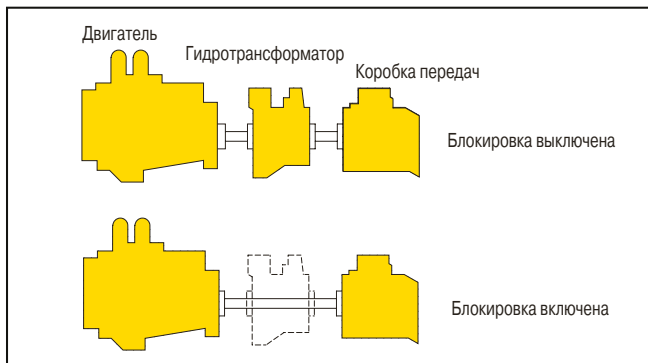 Двигатель
Гидротрансформатор
Коробка передач
Блокировка выключена
Блокировка включена